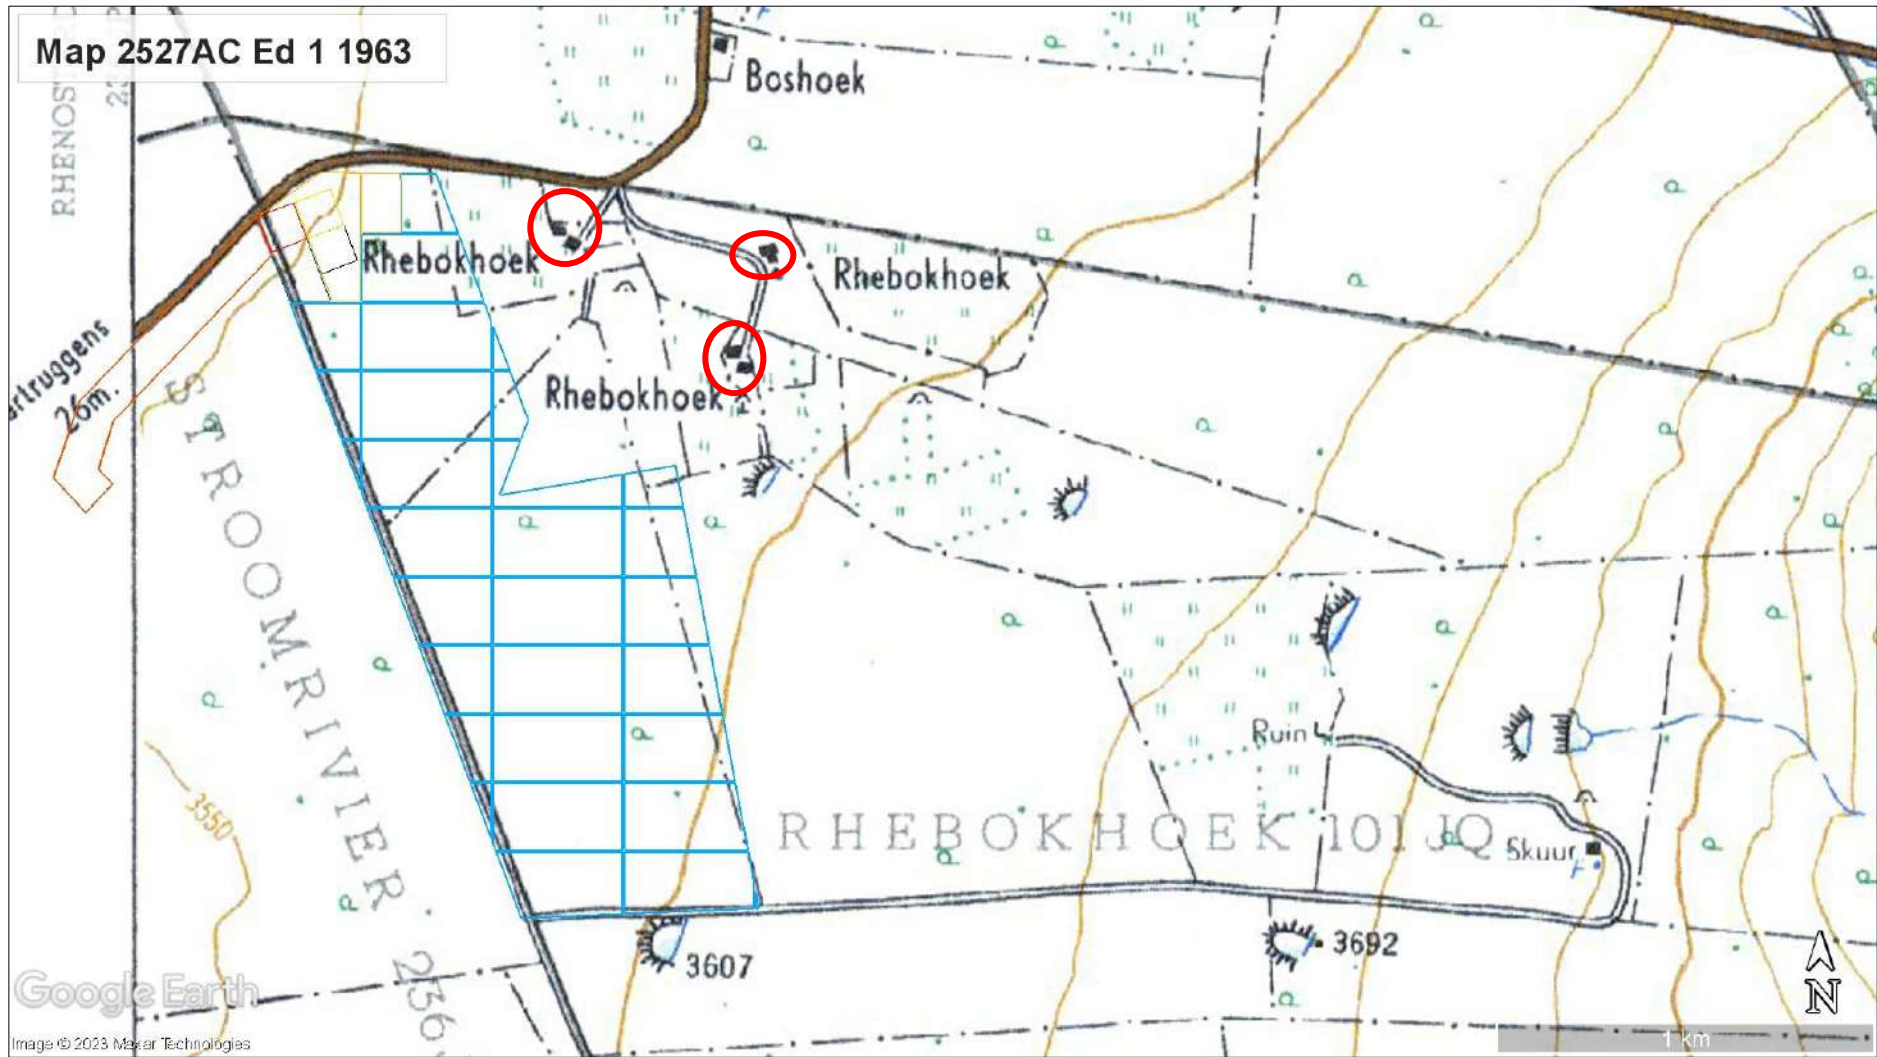 Map 2527AC Ed 1 1963
Boshoek
Rhebokhoek
Rhebokhoek
Rhebokhoek
26m.
STROOMRIVIER 236
3550
Ruin
RHEBOKHOEK 101 JQ
Skuur
F
3607
3692
N
Google Earth
Image © 2023 Maxar Technologies
1 km